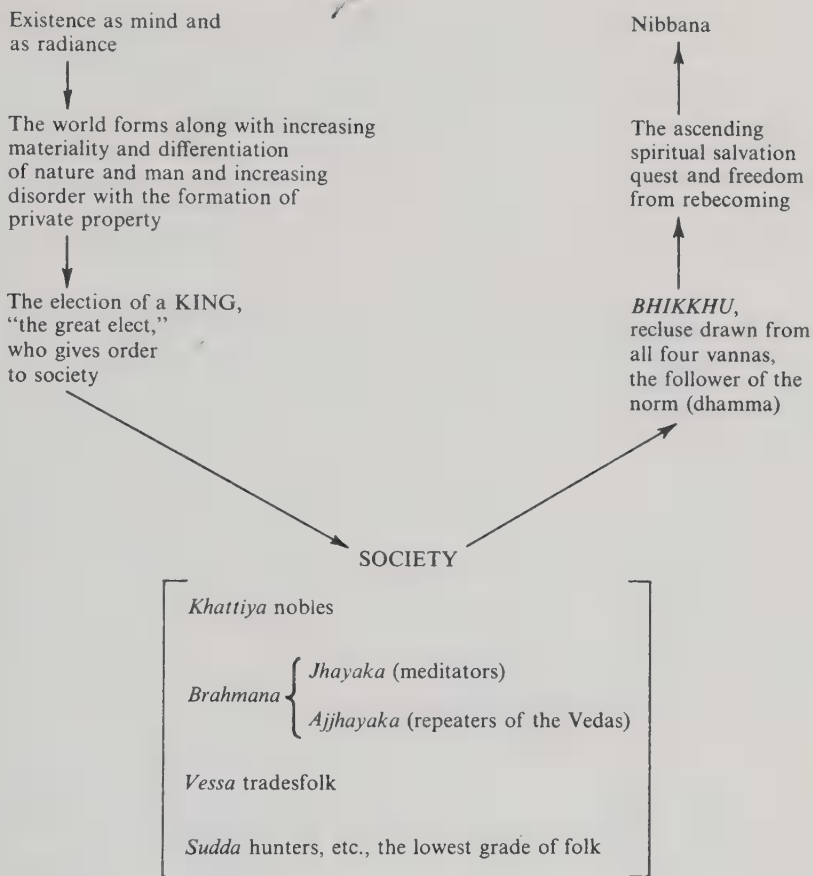 Existence as mind and
as radiance
The world forms along with increasing
materiality and differentiation
of nature and man and increasing
disorder with the formation of
private property
The election of a KING,
“the great elect,”
who gives order
to society
Nibbana
The ascending
spiritual salvation
quest and freedom
from rebecoming
BHIKKHU,
recluse drawn from
all four vannas,
the follower of the
norm (dhamma)
SOCIETY
Khattiya nobles
Brahmana
Jhayaka (meditators)
Ajjhayaka (repeaters of the Vedas)
Vessa tradesfolk
Sudda hunters, etc., the lowest grade of folk